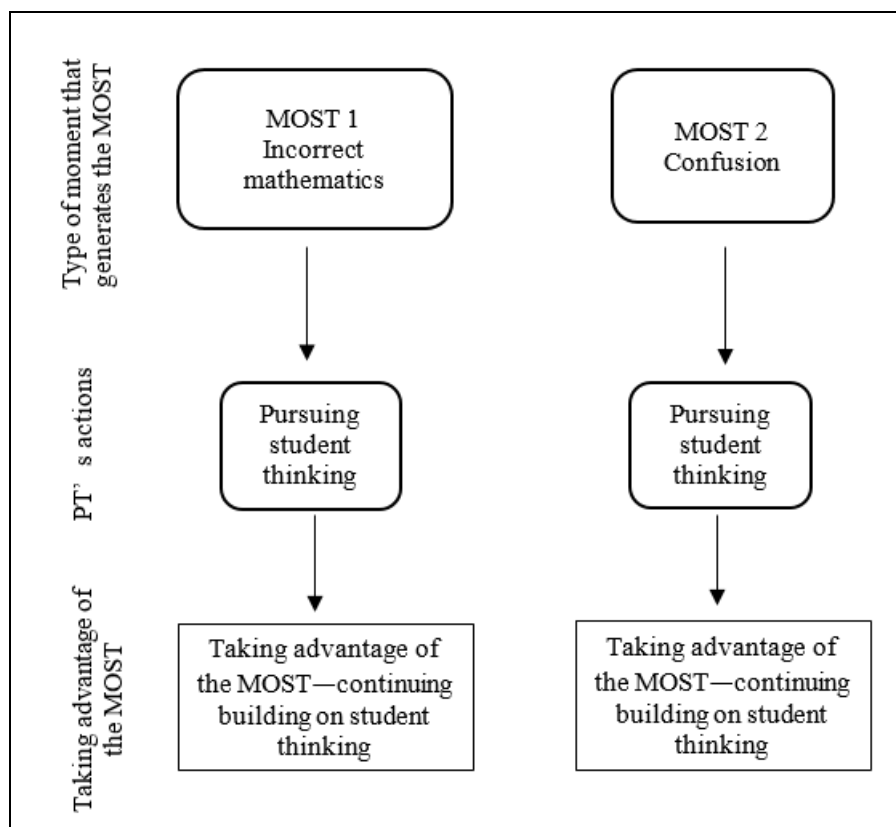 Type of moment that
generates the MOST
MOST 1
Incorrect
mathematics
MOST 2
Confusion
PT’ s actions
Pursuing
student
thinking
Pursuing
student
thinking
Taking advantage of
the MOST
Taking advantage of
the MOST—continuing
building on student
thinking
Taking advantage of
the MOST—continuing
building on student
thinking